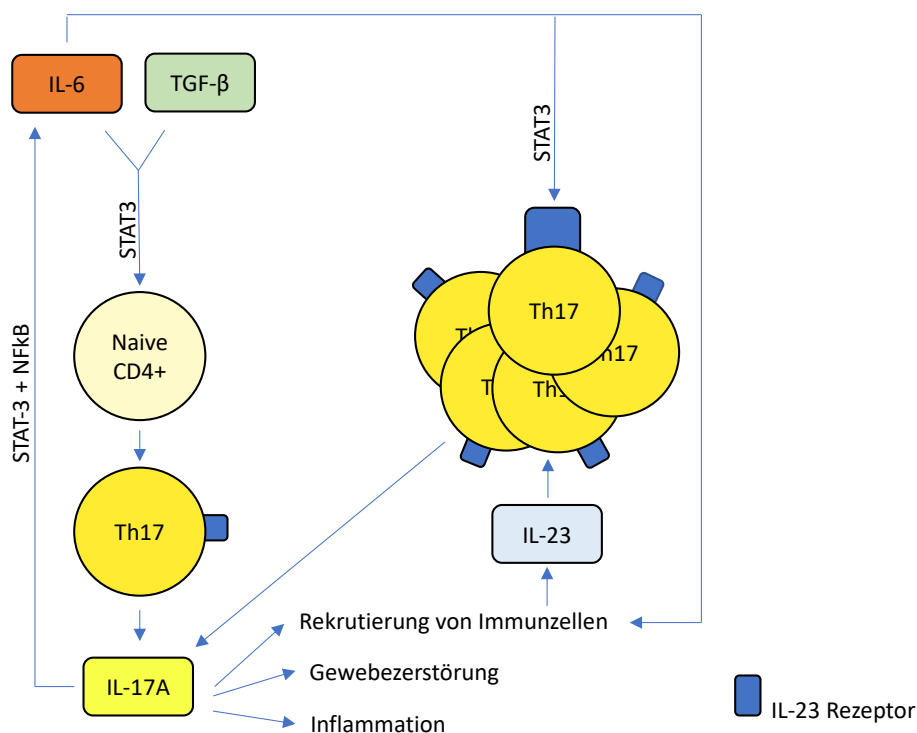 IL-6
TGF-β
STAT3
STAT3
STAT-3 + NFkB
Naive
CD4+
Th17
Th17
Th17
IL-23
IL-17A
Rekrutierung von Immunzellen
Gewebezerstörung
Inflammation
IL-23 Rezeptor